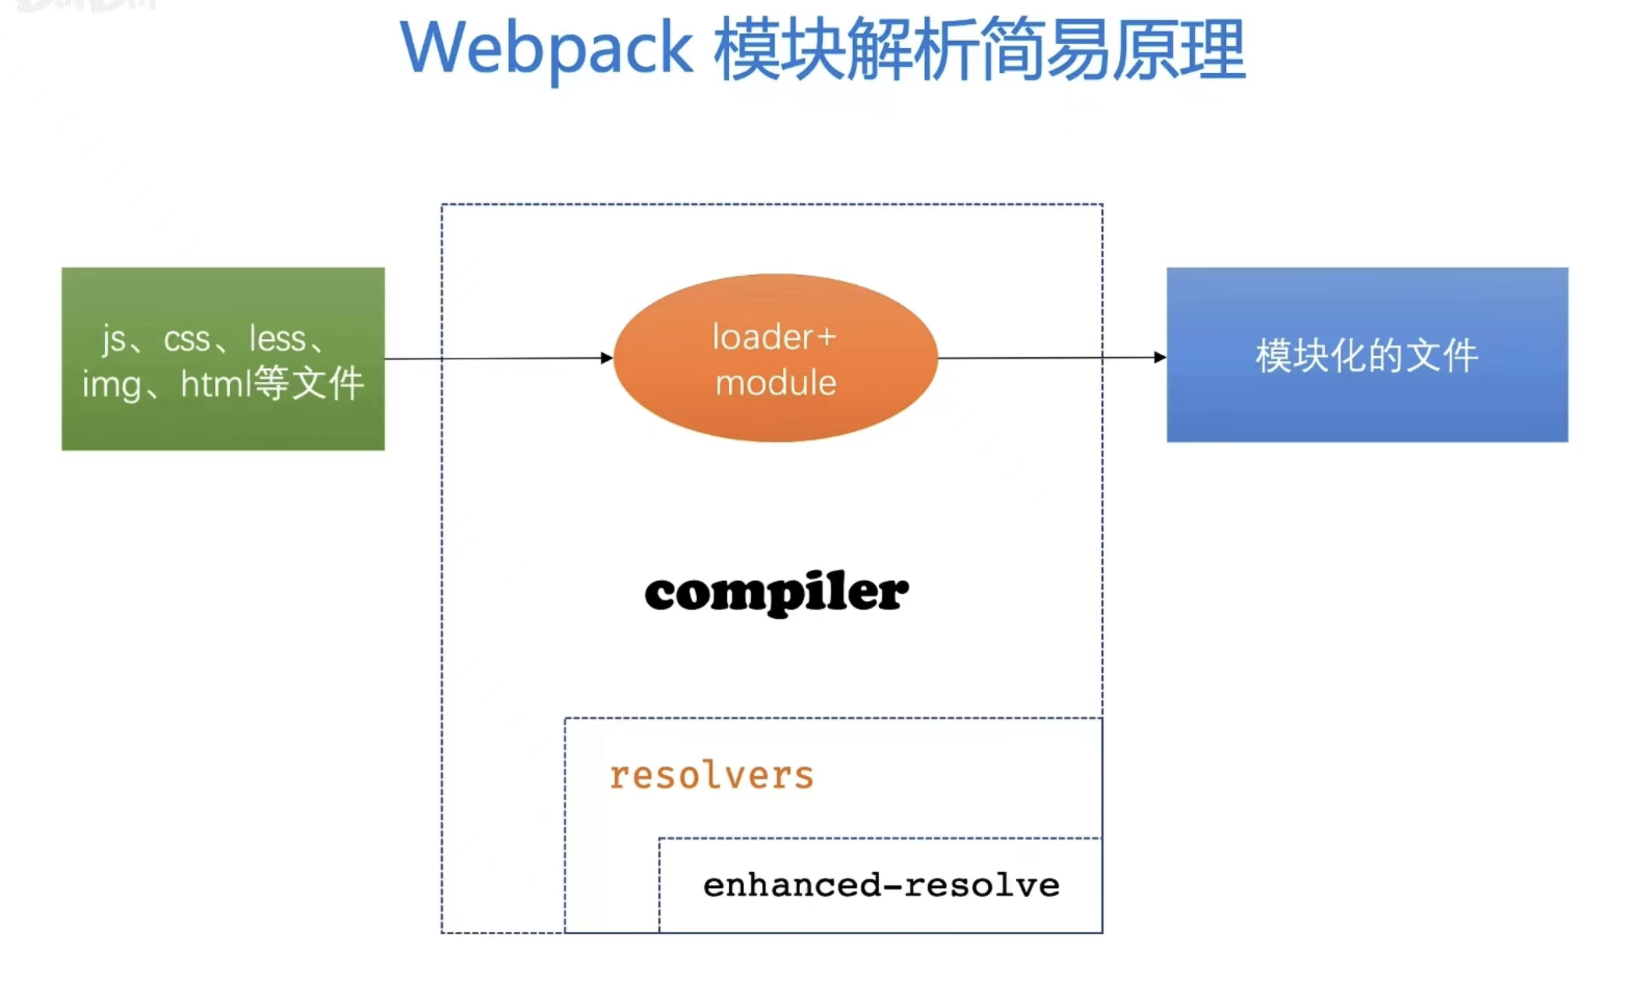 Webpack 模块解析简易原理
js、css、less、
img、html等文件
loader+
module
模块化的文件
compiler
resolvers
enhanced-resolve